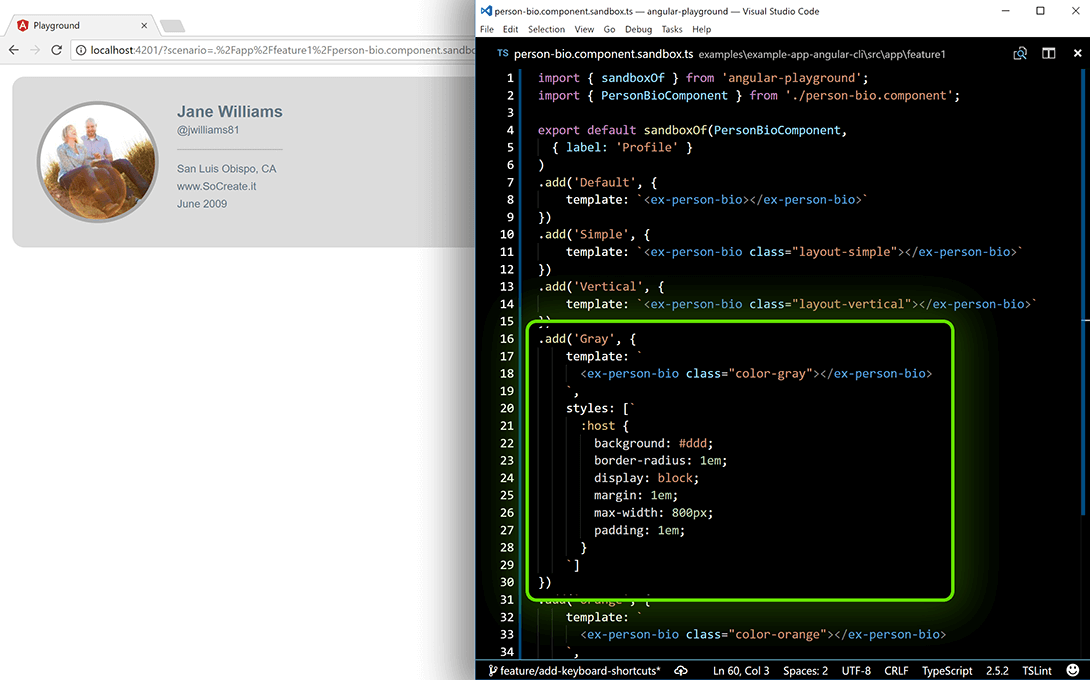 Playground
localhost:4201/?scenario=.%2Fapp%2Ffeature1%2Fperson-bio.component.sandbo
Jane Williams
@jwilliams81
San Luis Obispo, CA
www.SoCreate.it
June 2009
person-bio.component.sandbox.ts — angular-playground — Visual Studio Code
File Edit Selection View Go Debug Tasks Help
TS person-bio.component.sandbox.ts examples\example-app-angular-cli\src\app\feature1
1 import { sandboxOf } from 'angular-playground';
2 import { PersonBioComponent } from './person-bio.component';
3
4 export default sandboxOf(PersonBioComponent,
5 { label: 'Profile' }
6 )
7 .add('Default', {
8 template: `<ex-person-bio></ex-person-bio>`
9 })
10 .add('Simple', {
11 template: `<ex-person-bio class="layout-simple"></ex-person-bio>`
12 })
13 .add('Vertical', {
14 template: `<ex-person-bio class="layout-vertical"></ex-person-bio>`
15 })
16 .add('Gray', {
17 template: `
18 <ex-person-bio class="color-gray"></ex-person-bio>
19 `,
20 styles: [`
21 :host {
22 background: #ddd;
23 border-radius: 1em;
24 display: block;
25 margin: 1em;
26 max-width: 800px;
27 padding: 1em;
28 }
29 `]
30 })
31 .add('Orange', {
32 template: `
33 <ex-person-bio class="color-orange"></ex-person-bio>
34 `,
feature/add-keyboard-shortcuts* Ln 60, Col 3 Spaces: 2 UTF-8 CRLF TypeScript 2.5.2 TSLint